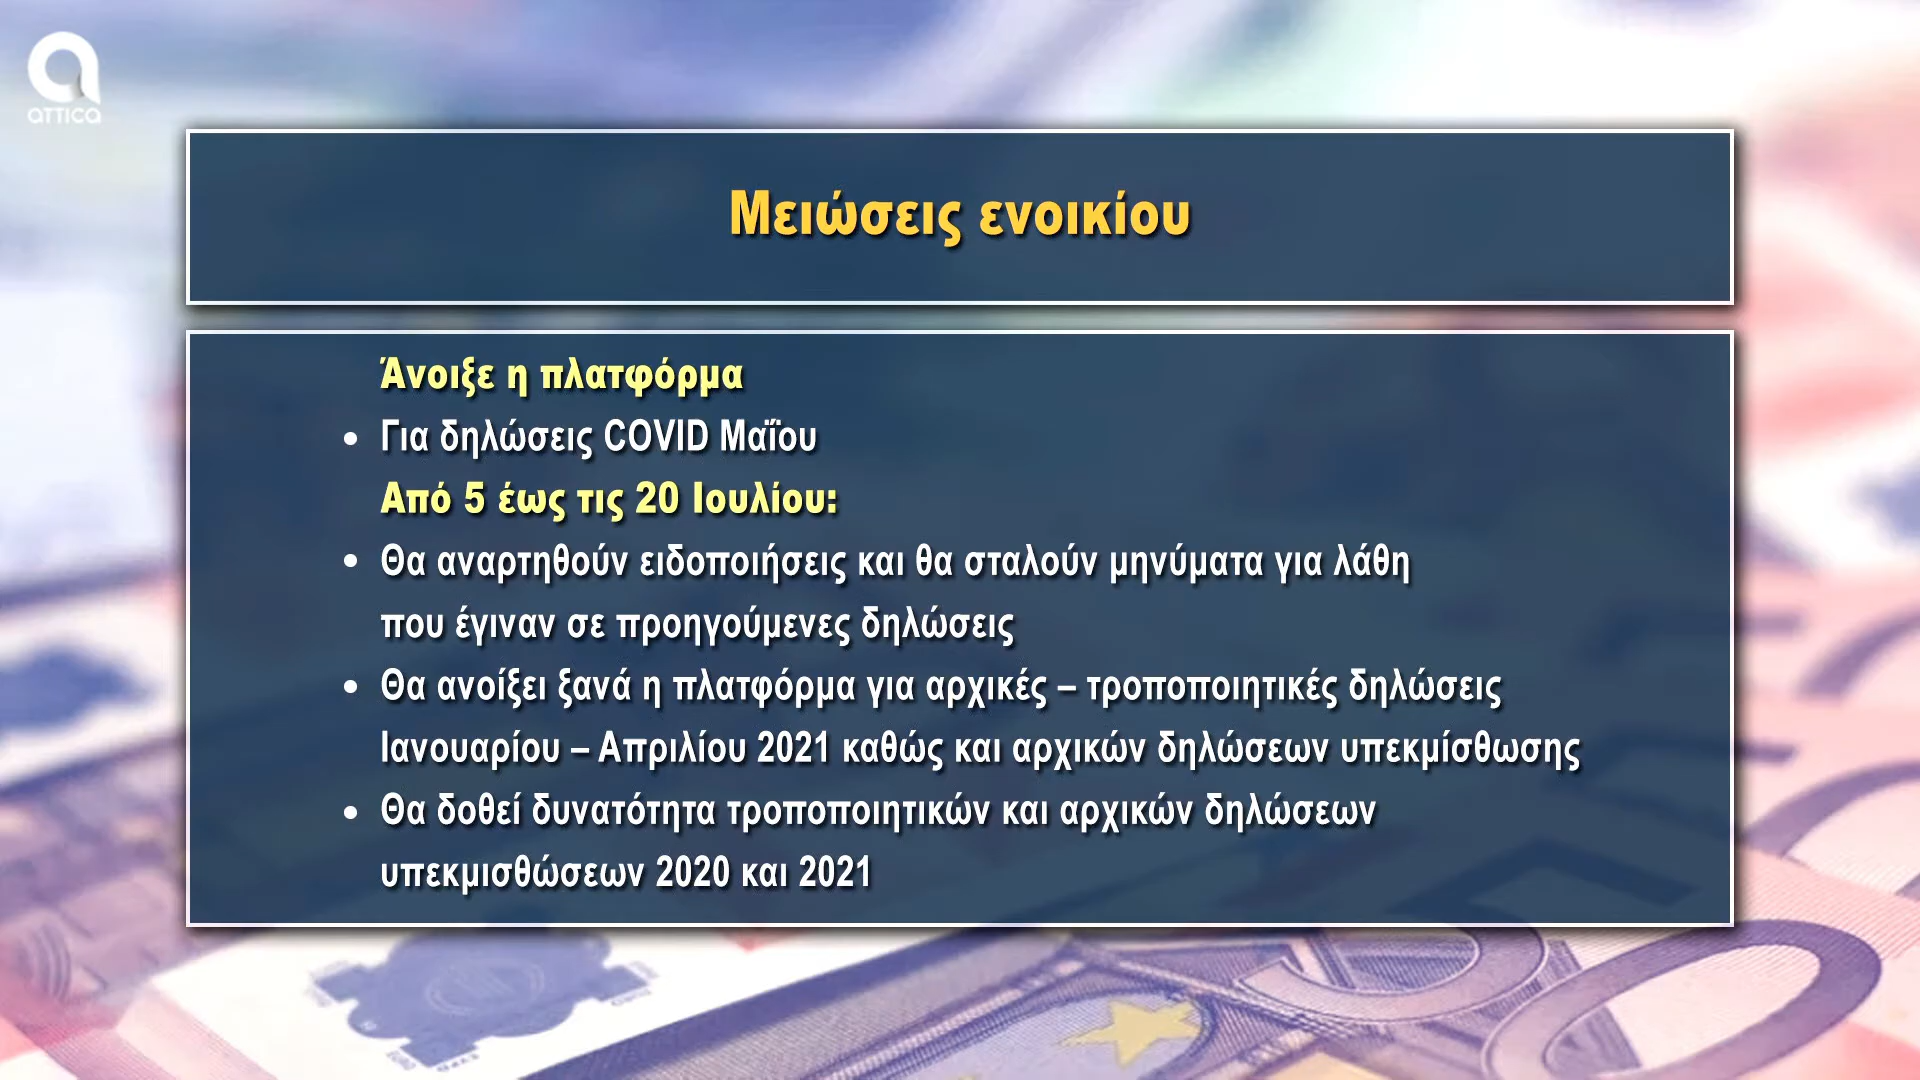 αττica
Μειώσεις ενοικίου
Άνοιξε η πλατφόρμα
• Για δηλώσεις COVID Μαΐου
Από 5 έως τις 20 Ιουλίου:
• Θα αναρτηθούν ειδοποιήσεις και θα σταλούν μηνύματα για λάθη
που έγιναν σε προηγούμενες δηλώσεις
• Θα ανοίξει ξανά η πλατφόρμα για αρχικές – τροποποιητικές δηλώσεις
Ιανουαρίου – Απριλίου 2021 καθώς και αρχικών δηλώσεων υπεκμίσθωσης
• Θα δοθεί δυνατότητα τροποποιητικών και αρχικών δηλώσεων
υπεκμισθώσεων 2020 και 2021